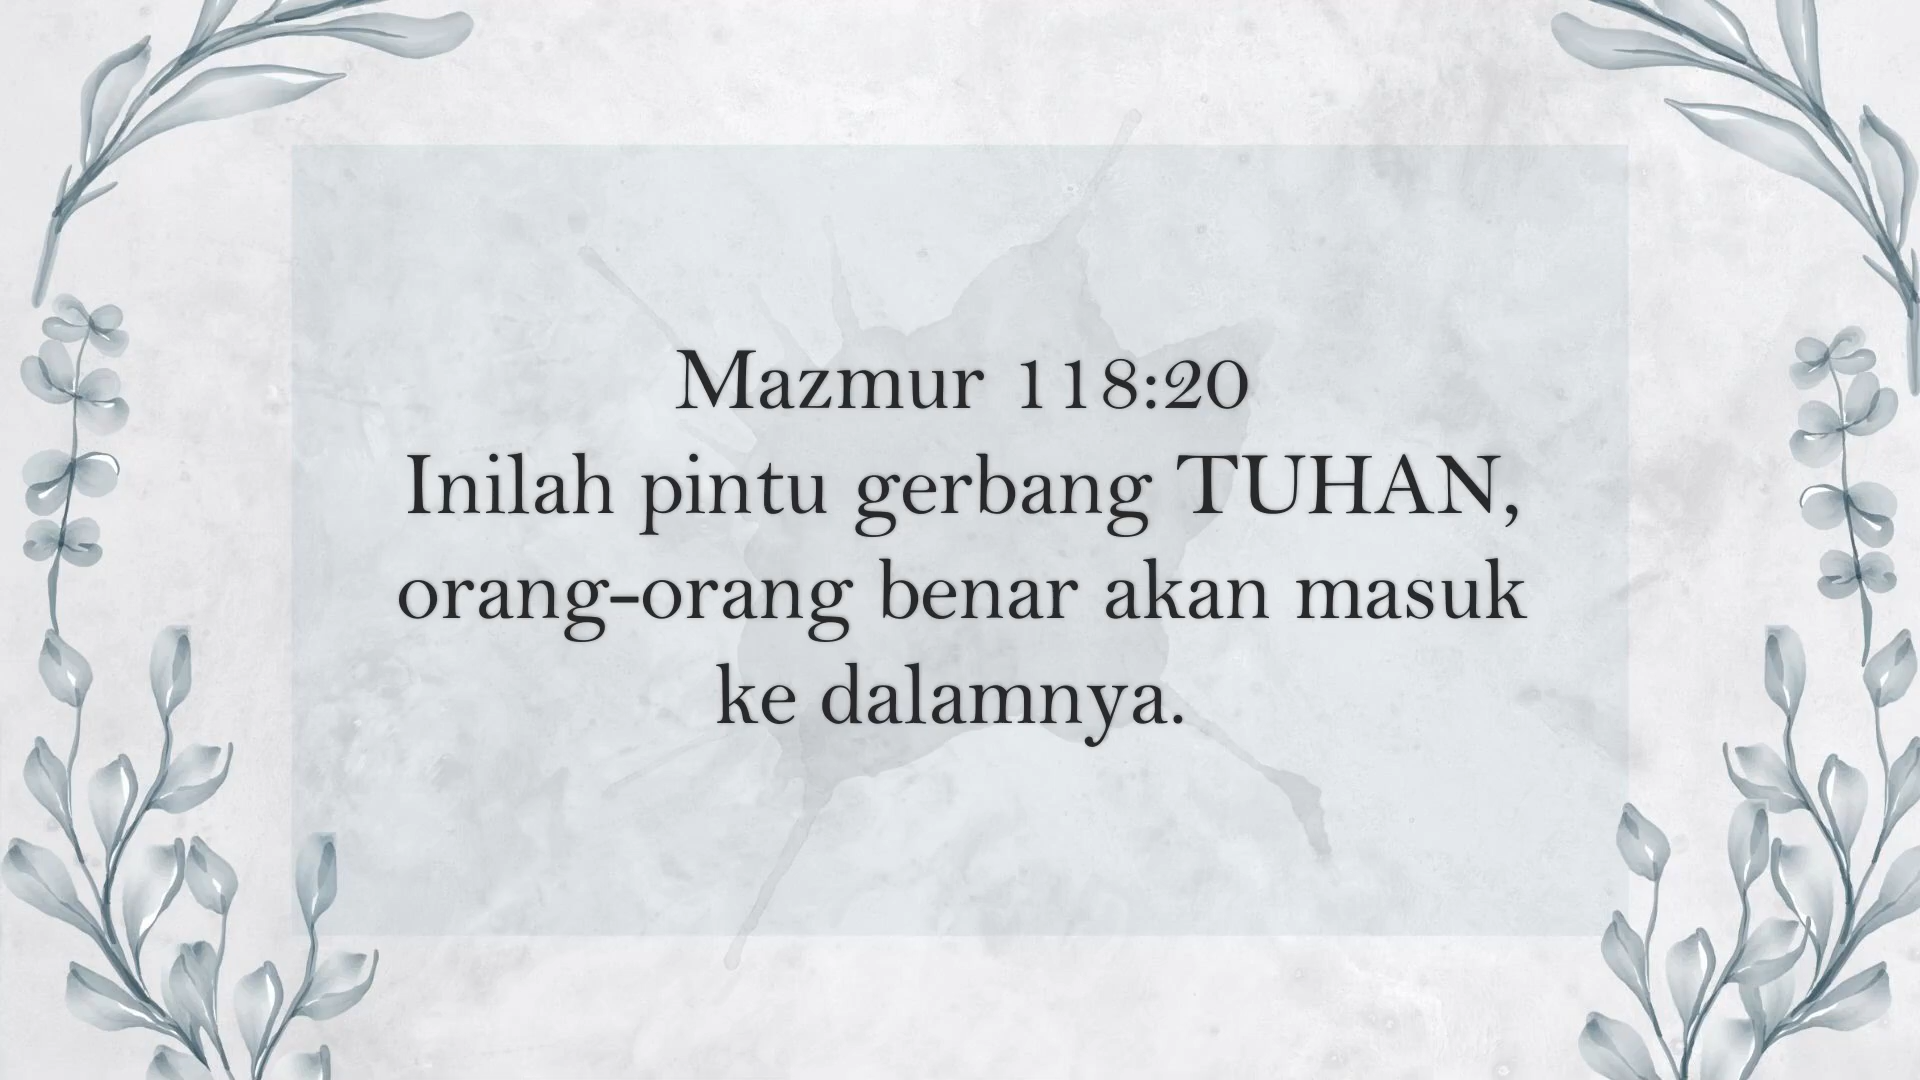 Mazmur 118:20
Inilah pintu gerbang TUHAN,
orang-orang benar akan masuk
ke dalamnya.